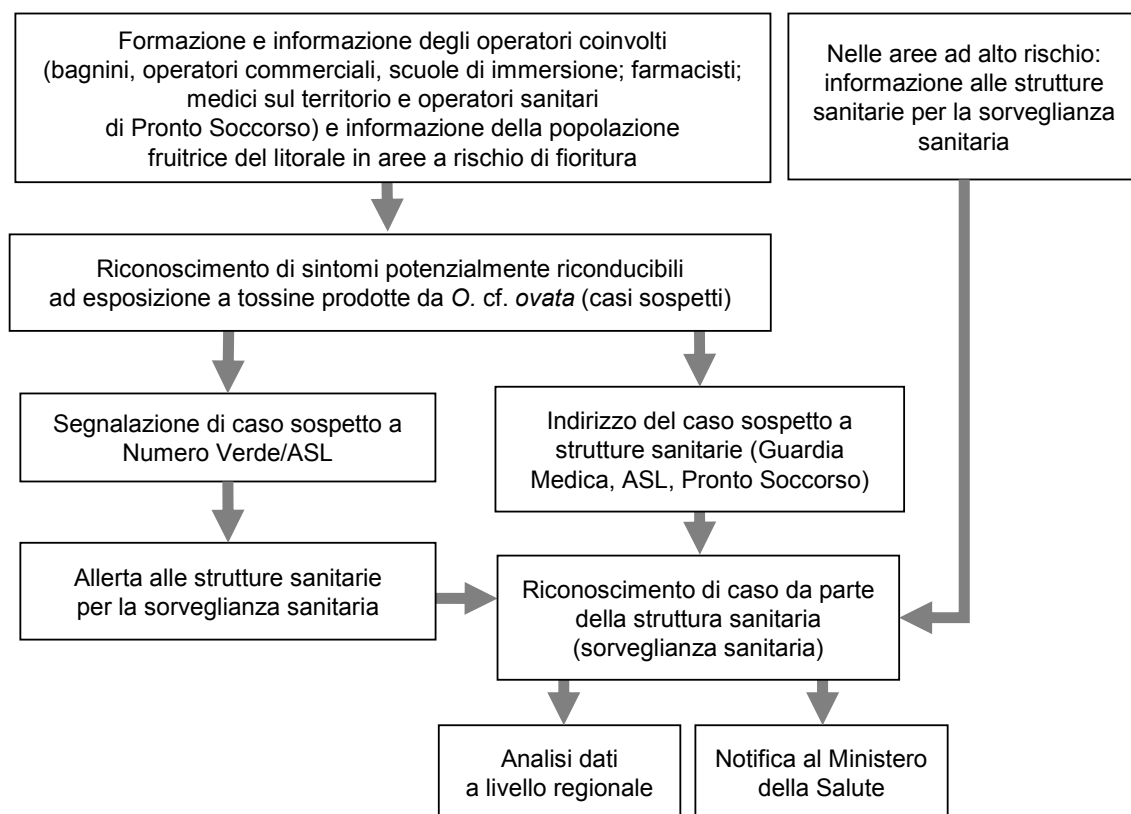 Formazione e informazione degli operatori coinvolti
(bagnini, operatori commerciali, scuole di immersione; farmacisti;
medici sul territorio e operatori sanitari
di Pronto Soccorso) e informazione della popolazione
fruitrice del litorale in aree a rischio di fioritura
Nelle aree ad alto rischio:
informazione alle strutture
sanitarie per la sorveglianza
sanitaria
Riconoscimento di sintomi potenzialmente riconducibili
ad esposizione a tossine prodotte da O. cf. ovata (casi sospetti)
Segnalazione di caso sospetto a
Numero Verde/ASL
Indirizzo del caso sospetto a
strutture sanitarie (Guardia
Medica, ASL, Pronto Soccorso)
Allerta alle strutture sanitarie
per la sorveglianza sanitaria
Riconoscimento di caso da parte
della struttura sanitaria
(sorveglianza sanitaria)
Analisi dati
a livello regionale
Notifica al Ministero
della Salute